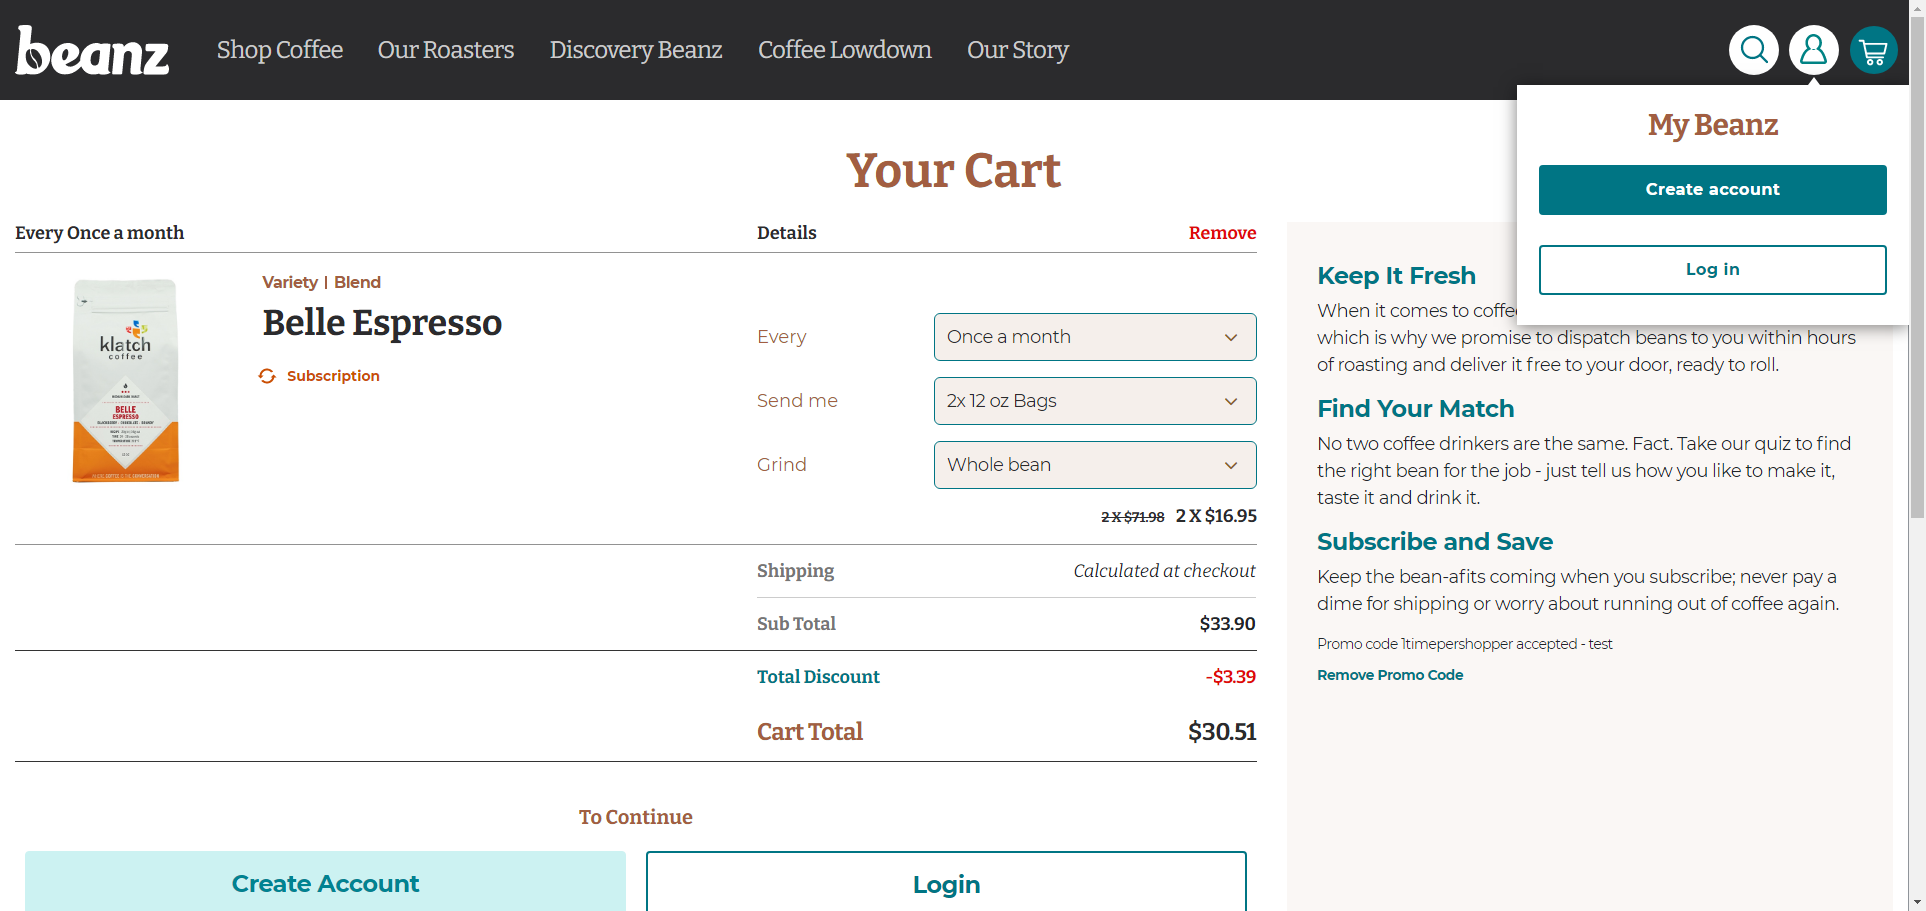 beanz
Shop Coffee
Our Roasters
Discovery Beanz
Coffee Lowdown
Our Story
My Beanz
Create account
Log in
Your Cart
Every Once a month
Details
Remove
klatch
coffee
BELLE
ESPRESSO
Variety | Blend
Belle Espresso
Subscription
Every
Once a month
Send me
2x 12 oz Bags
Grind
Whole bean
2 X $71.98 2 X $16.95
Shipping
Calculated at checkout
Sub Total
$33.90
Total Discount
-$3.39
Cart Total
$30.51
To Continue
Create Account
Login
Keep It Fresh
When it comes to coffe
which is why we promise to dispatch beans to you within hours
of roasting and deliver it free to your door, ready to roll.
Find Your Match
No two coffee drinkers are the same. Fact. Take our quiz to find
the right bean for the job - just tell us how you like to make it,
taste it and drink it.
Subscribe and Save
Keep the bean-afits coming when you subscribe; never pay a
dime for shipping or worry about running out of coffee again.
Promo code 1timepershopper accepted - test
Remove Promo Code